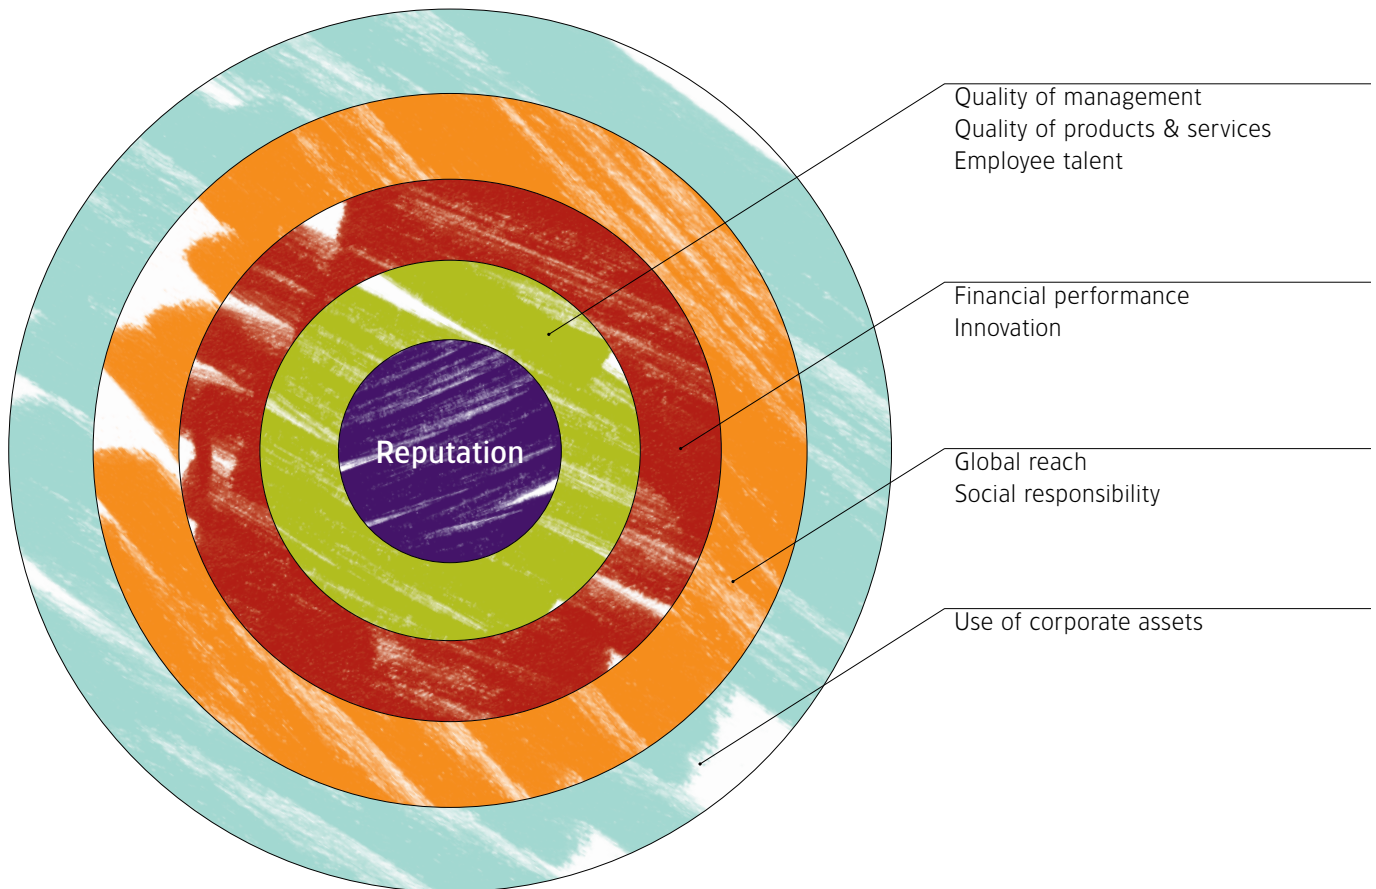 Quality of management
Quality of products & services
Employee talent
Financial performance
Innovation
Reputation
Global reach
Social responsibility
Use of corporate assets